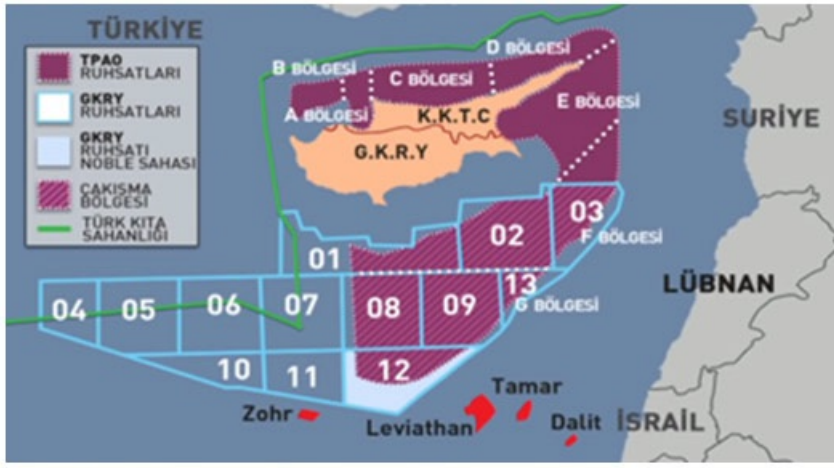 TÜRKİYE
TPAO
RUHSATLARI
GKRY
RUHSATLARI
GKRY
RUHSATI
NOBLE SAHASI
ÇAKIŞMA
BÖLGESİ
TÜRK KITA
SAHANLIĞI
B BÖLGESİ
C BÖLGESİ
D BÖLGESİ
A BÖLGESİ
E BÖLGESİ
K.K.T.C
G.K.R.Y
SURİYE
03
02
F BÖLGESİ
01
13
LÜBNAN
04
05
06
07
08
09
G BÖLGESİ
10
11
12
Zohr
Leviathan
Tamar
Dalit
İSRAİL